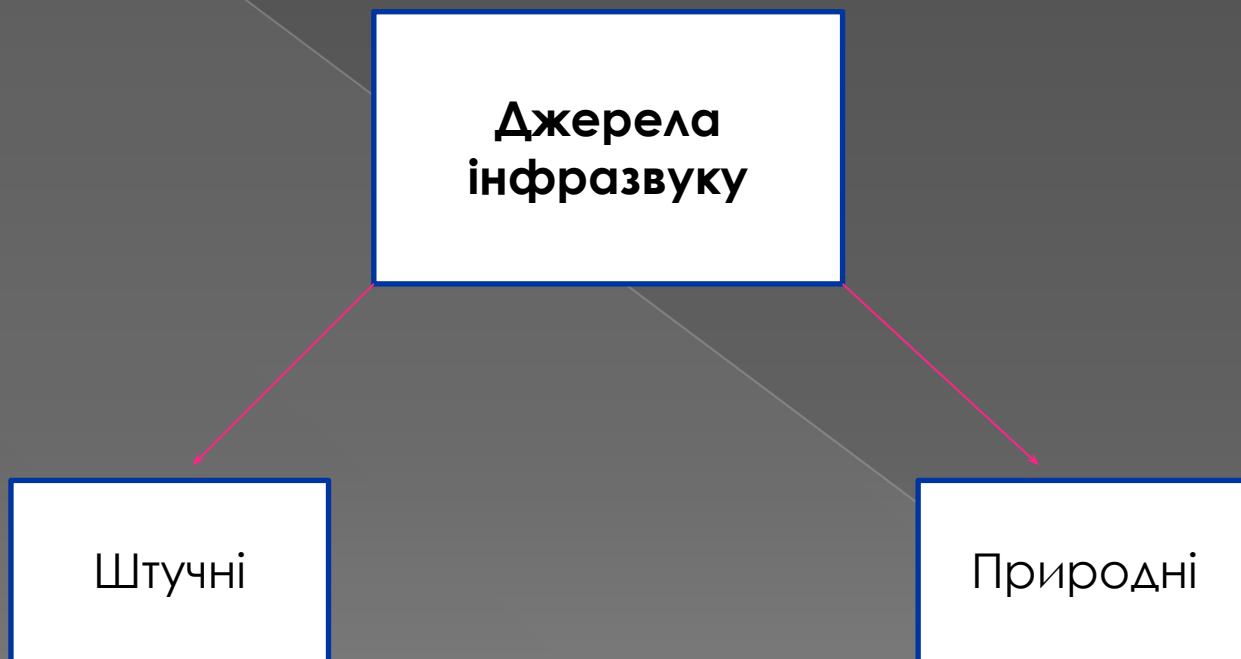 Джерела
інфразвуку
Штучні
Природні